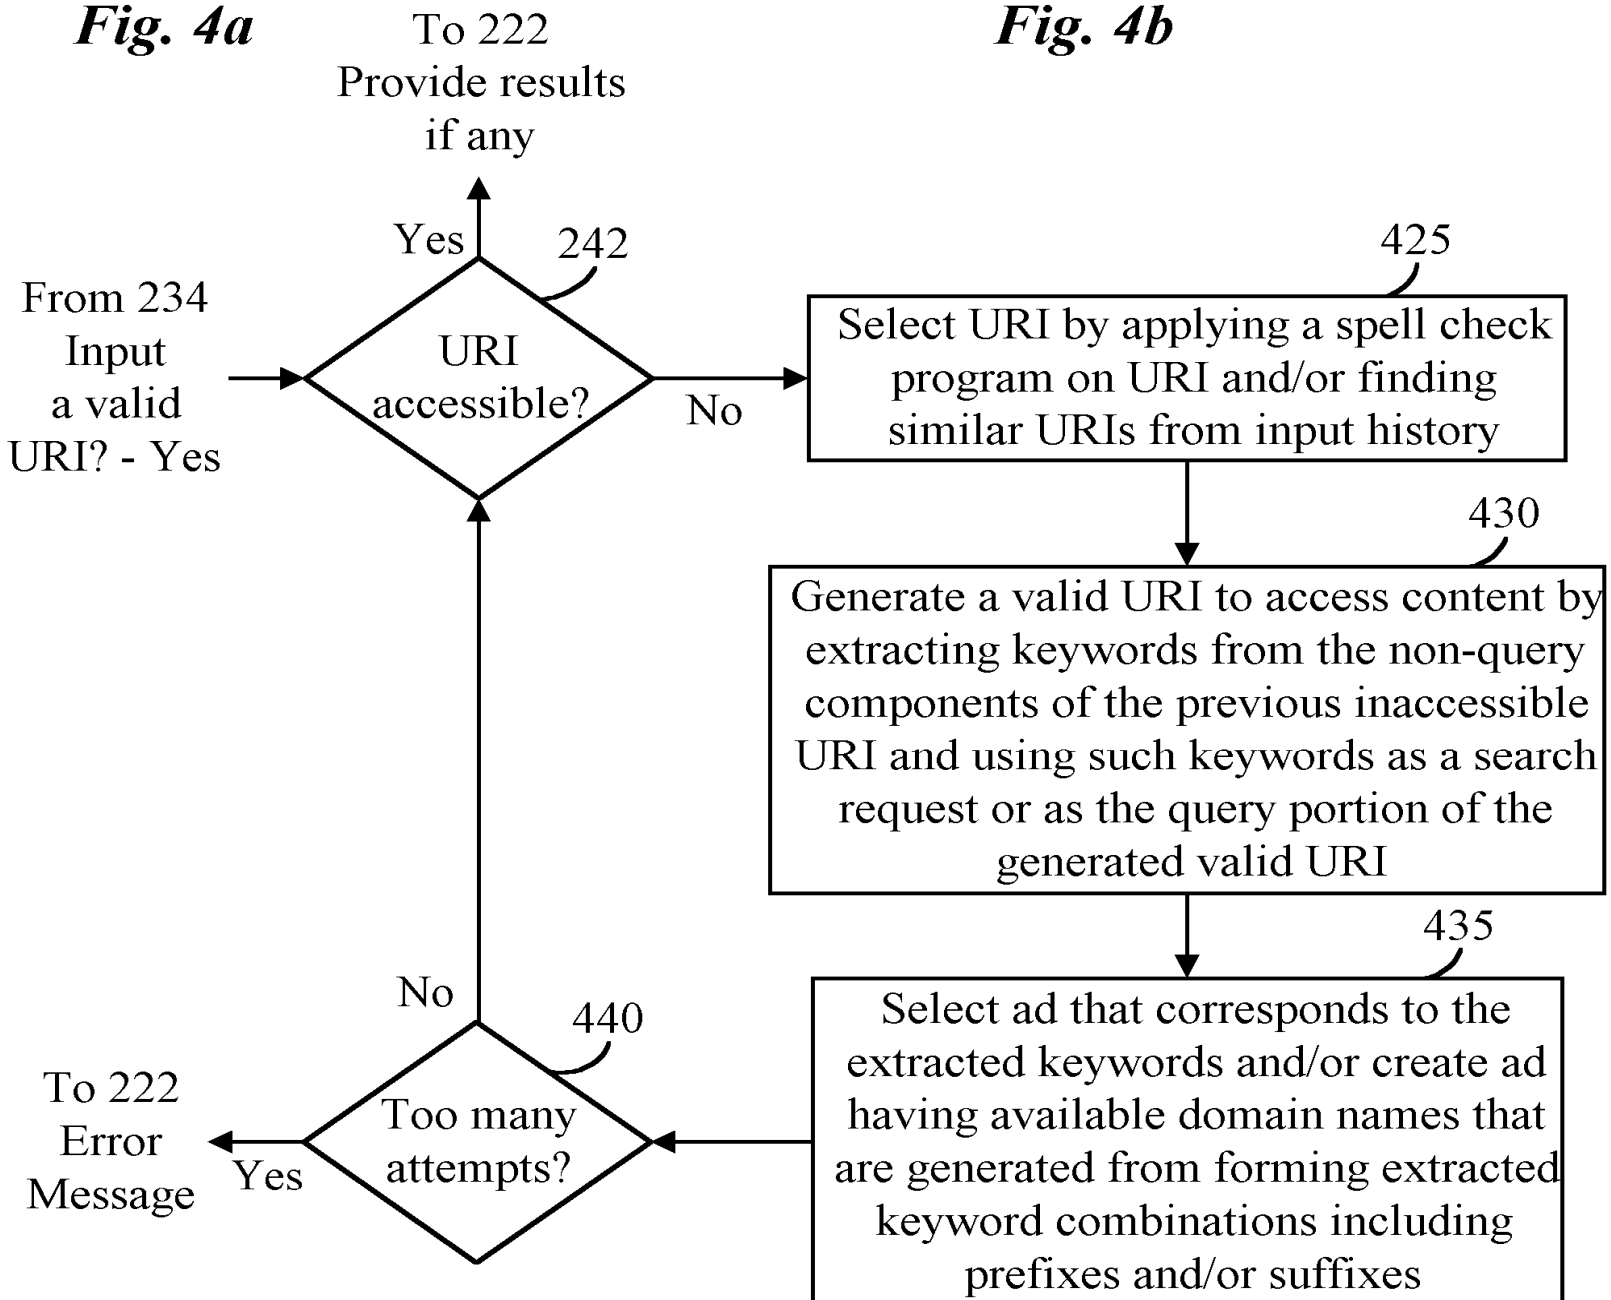 Fig. 4a
Fig. 4b
To 222
Provide results
if any
Yes
242
From 234
Input
a valid
URI? - Yes
URI
accessible?
No
425
Select URI by applying a spell check
program on URI and/or finding
similar URIs from input history
430
Generate a valid URI to access content by
extracting keywords from the non-query
components of the previous inaccessible
URI and using such keywords as a search
request or as the query portion of the
generated valid URI
435
Select ad that corresponds to the
extracted keywords and/or create ad
having available domain names that
are generated from forming extracted
keyword combinations including
prefixes and/or suffixes
No
440
Too many
attempts?
Yes
To 222
Error
Message